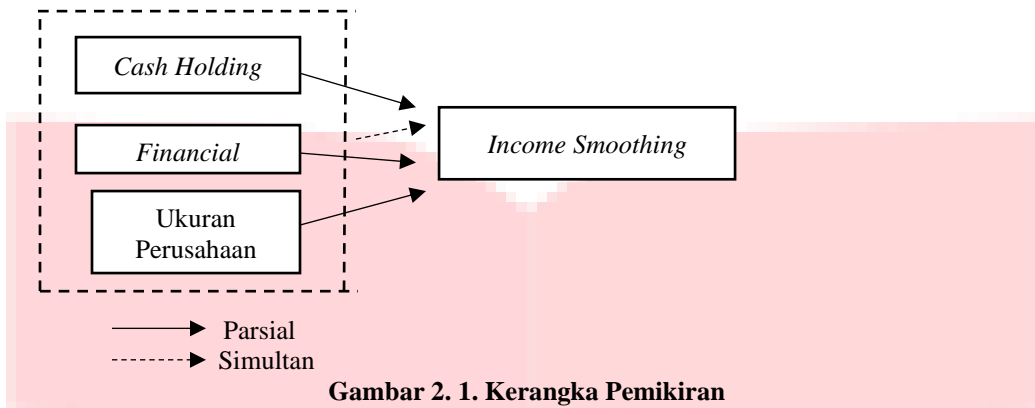 Cash Holding
Financial
Ukuran
Perusahaan
Income Smoothing
Parsial
Simultan
Gambar 2. 1. Kerangka Pemikiran